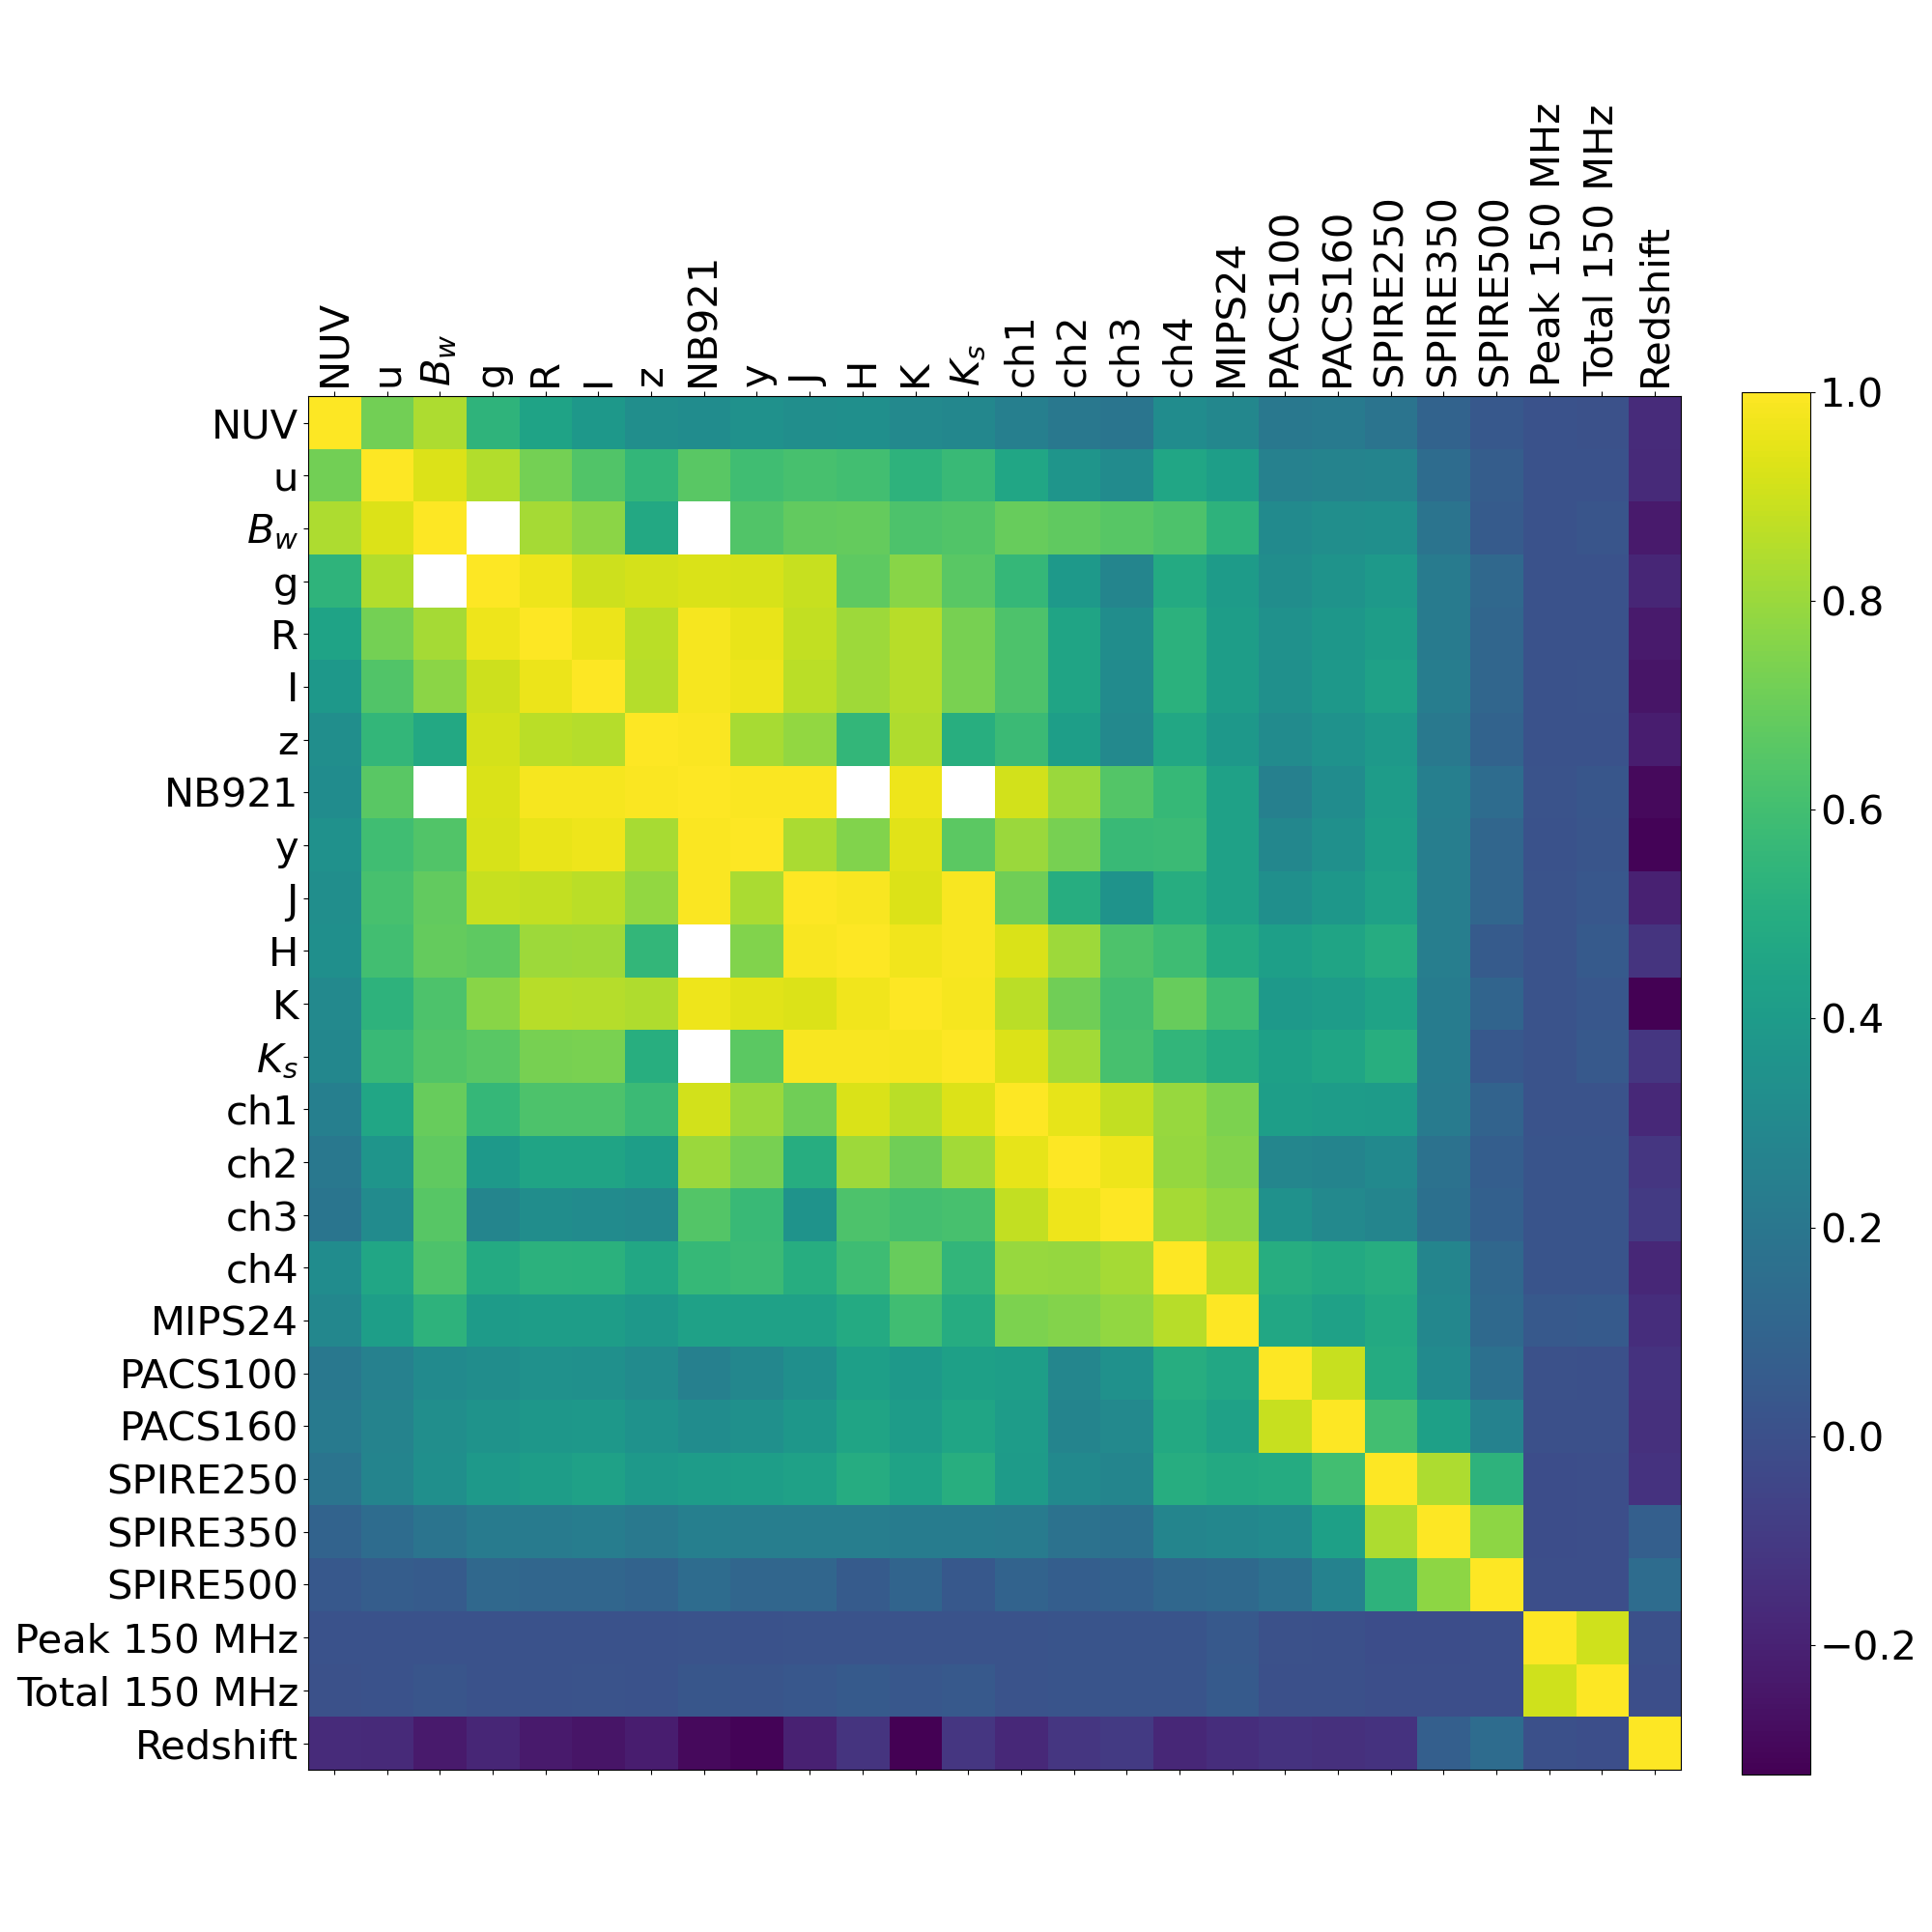 NUV
u
B_w
g
R
I
z
NB921
y
J
H
K
K_s
ch1
ch2
ch3
ch4
MIPS24
PACS100
PACS160
SPIRE250
SPIRE350
SPIRE500
Peak 150 MHz
Total 150 MHz
Redshift
NUV
u
B_w
g
R
I
z
NB921
y
J
H
K
K_s
ch1
ch2
ch3
ch4
MIPS24
PACS100
PACS160
SPIRE250
SPIRE350
SPIRE500
Peak 150 MHz
Total 150 MHz
Redshift
1.0
0.8
0.6
0.4
0.2
0.0
−0.2